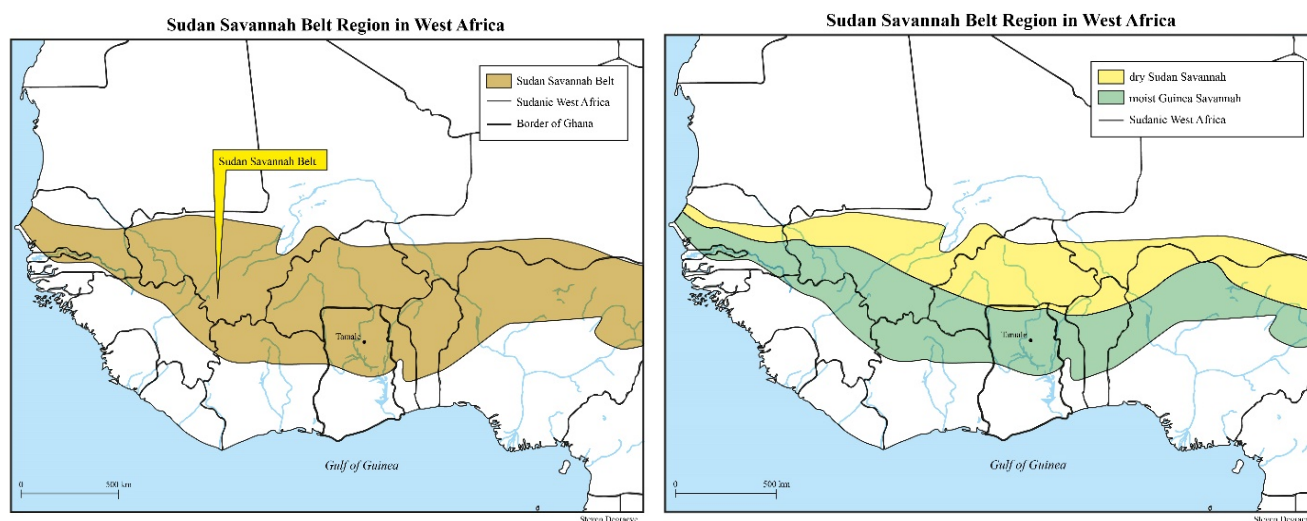 Sudan Savannah Belt Region in West Africa
Sudan Savannah Belt
Sudanic West Africa
Border of Ghana
Sudan Savannah Belt
Tamale
Gulf of Guinea
0 500 km
Sudan Savannah Belt Region in West Africa
dry Sudan Savannah
moist Guinea Savannah
Sudanic West Africa
Tamale
Gulf of Guinea
0 500 km